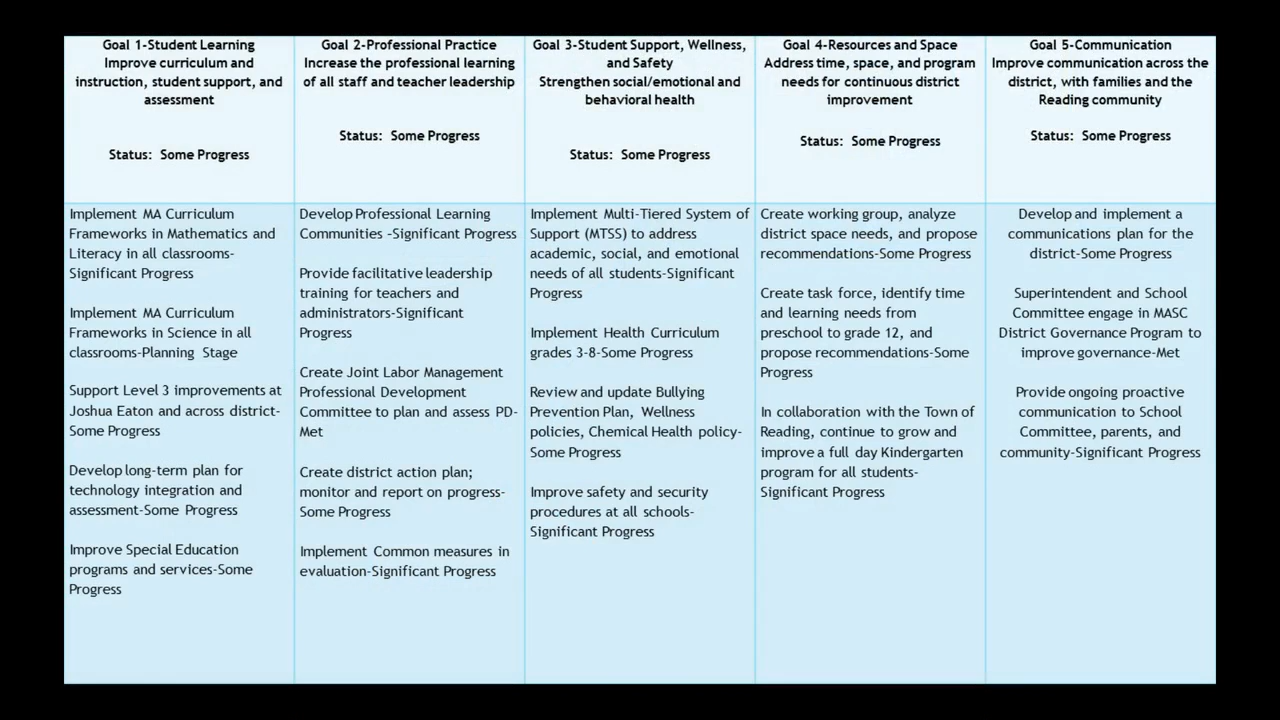 Goal 1-Student Learning
Improve curriculum and
instruction, student support, and
assessment
Status: Some Progress
Goal 2-Professional Practice
Increase the professional learning
of all staff and teacher leadership
Status: Some Progress
Goal 3-Student Support, Wellness,
and Safety
Strengthen social/emotional and
behavioral health
Status: Some Progress
Goal 4-Resources and Space
Address time, space, and program
needs for continuous district
improvement
Status: Some Progress
Goal 5-Communication
Improve communication across the
district, with families and the
Reading community
Status: Some Progress
Implement MA Curriculum
Frameworks in Mathematics and
Literacy in all classrooms-
Significant Progress
Implement MA Curriculum
Frameworks in Science in all
classrooms-Planning Stage
Support Level 3 improvements at
Joshua Eaton and across district-
Some Progress
Develop long-term plan for
technology integration and
assessment-Some Progress
Improve Special Education
programs and services-Some
Progress
Develop Professional Learning
Communities -Significant Progress
Provide facilitative leadership
training for teachers and
administrators-Significant
Progress
Create Joint Labor Management
Professional Development
Committee to plan and assess PD-
Met
Create district action plan;
monitor and report on progress-
Some Progress
Implement Common measures in
evaluation-Significant Progress
Implement Multi-Tiered System of
Support (MTSS) to address
academic, social, and emotional
needs of all students-Significant
Progress
Implement Health Curriculum
grades 3-8-Some Progress
Review and update Bullying
Prevention Plan, Wellness
policies, Chemical Health policy-
Some Progress
Improve safety and security
procedures at all schools-
Significant Progress
Create working group, analyze
district space needs, and propose
recommendations-Some Progress
Create task force, identify time
and learning needs from
preschool to grade 12, and
propose recommendations-Some
Progress
In collaboration with the Town of
Reading, continue to grow and
improve a full day Kindergarten
program for all students-
Significant Progress
Develop and implement a
communications plan for the
district-Some Progress
Superintendent and School
Committee engage in MASC
District Governance Program to
improve governance-Met
Provide ongoing proactive
communication to School
Committee, parents, and
community-Significant Progress